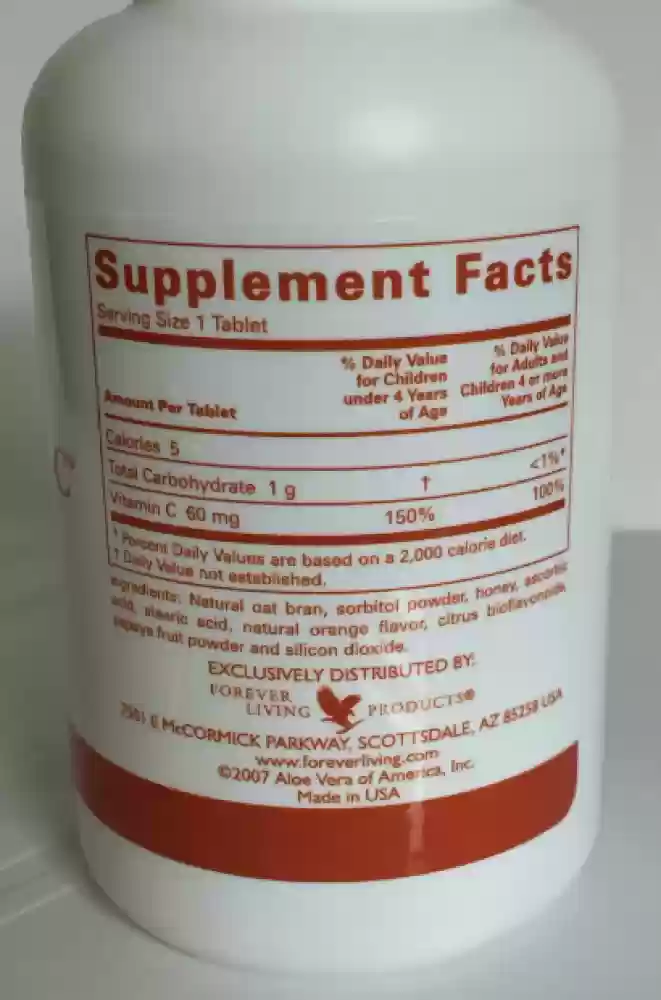 Supplement Facts
Serving Size 1 Tablet
Amount Per Tablet
% Daily Value
for Children
under 4 Years
of Age
% Daily Value
for Adults and
Children 4 or more
Years of Age
Calories 5
Total Carbohydrate 1 g † <1%*
Vitamin C 60 mg 150% 100%
* Percent Daily Values are based on a 2,000 calorie diet.
† Daily Value not established.
Ingredients: Natural oat bran, sorbitol powder, honey, ascorbic
acid, stearic acid, natural orange flavor, citrus bioflavonoids,
papaya fruit powder and silicon dioxide.
EXCLUSIVELY DISTRIBUTED BY:
FOREVER
LIVING PRODUCTS®
7501 E McCORMICK PARKWAY, SCOTTSDALE, AZ 85258 USA
www.foreverliving.com
©2007 Aloe Vera of America, Inc.
Made in USA